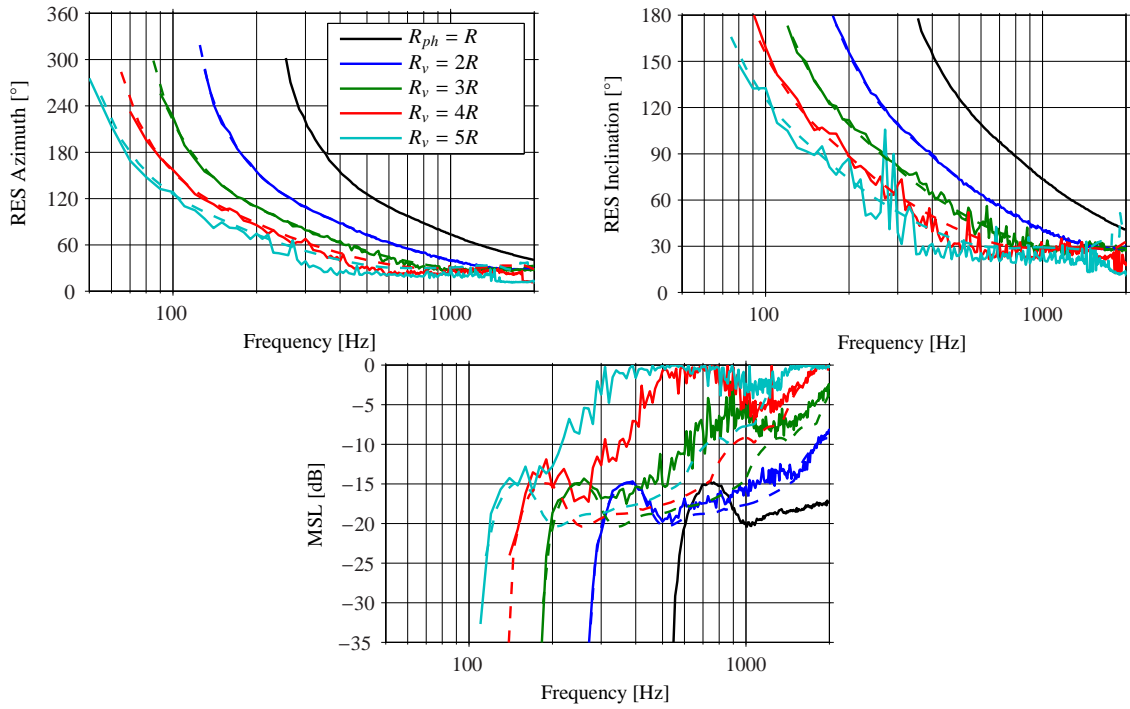 360
300
240
180
120
60
0
RES Azimuth [°]
100
1000
Frequency [Hz]
R_ph = R
R_v = 2R
R_v = 3R
R_v = 4R
R_v = 5R
180
150
120
90
60
30
0
RES Inclination [°]
100
1000
Frequency [Hz]
0
−5
−10
−15
−20
−25
−30
−35
MSL [dB]
100
1000
Frequency [Hz]